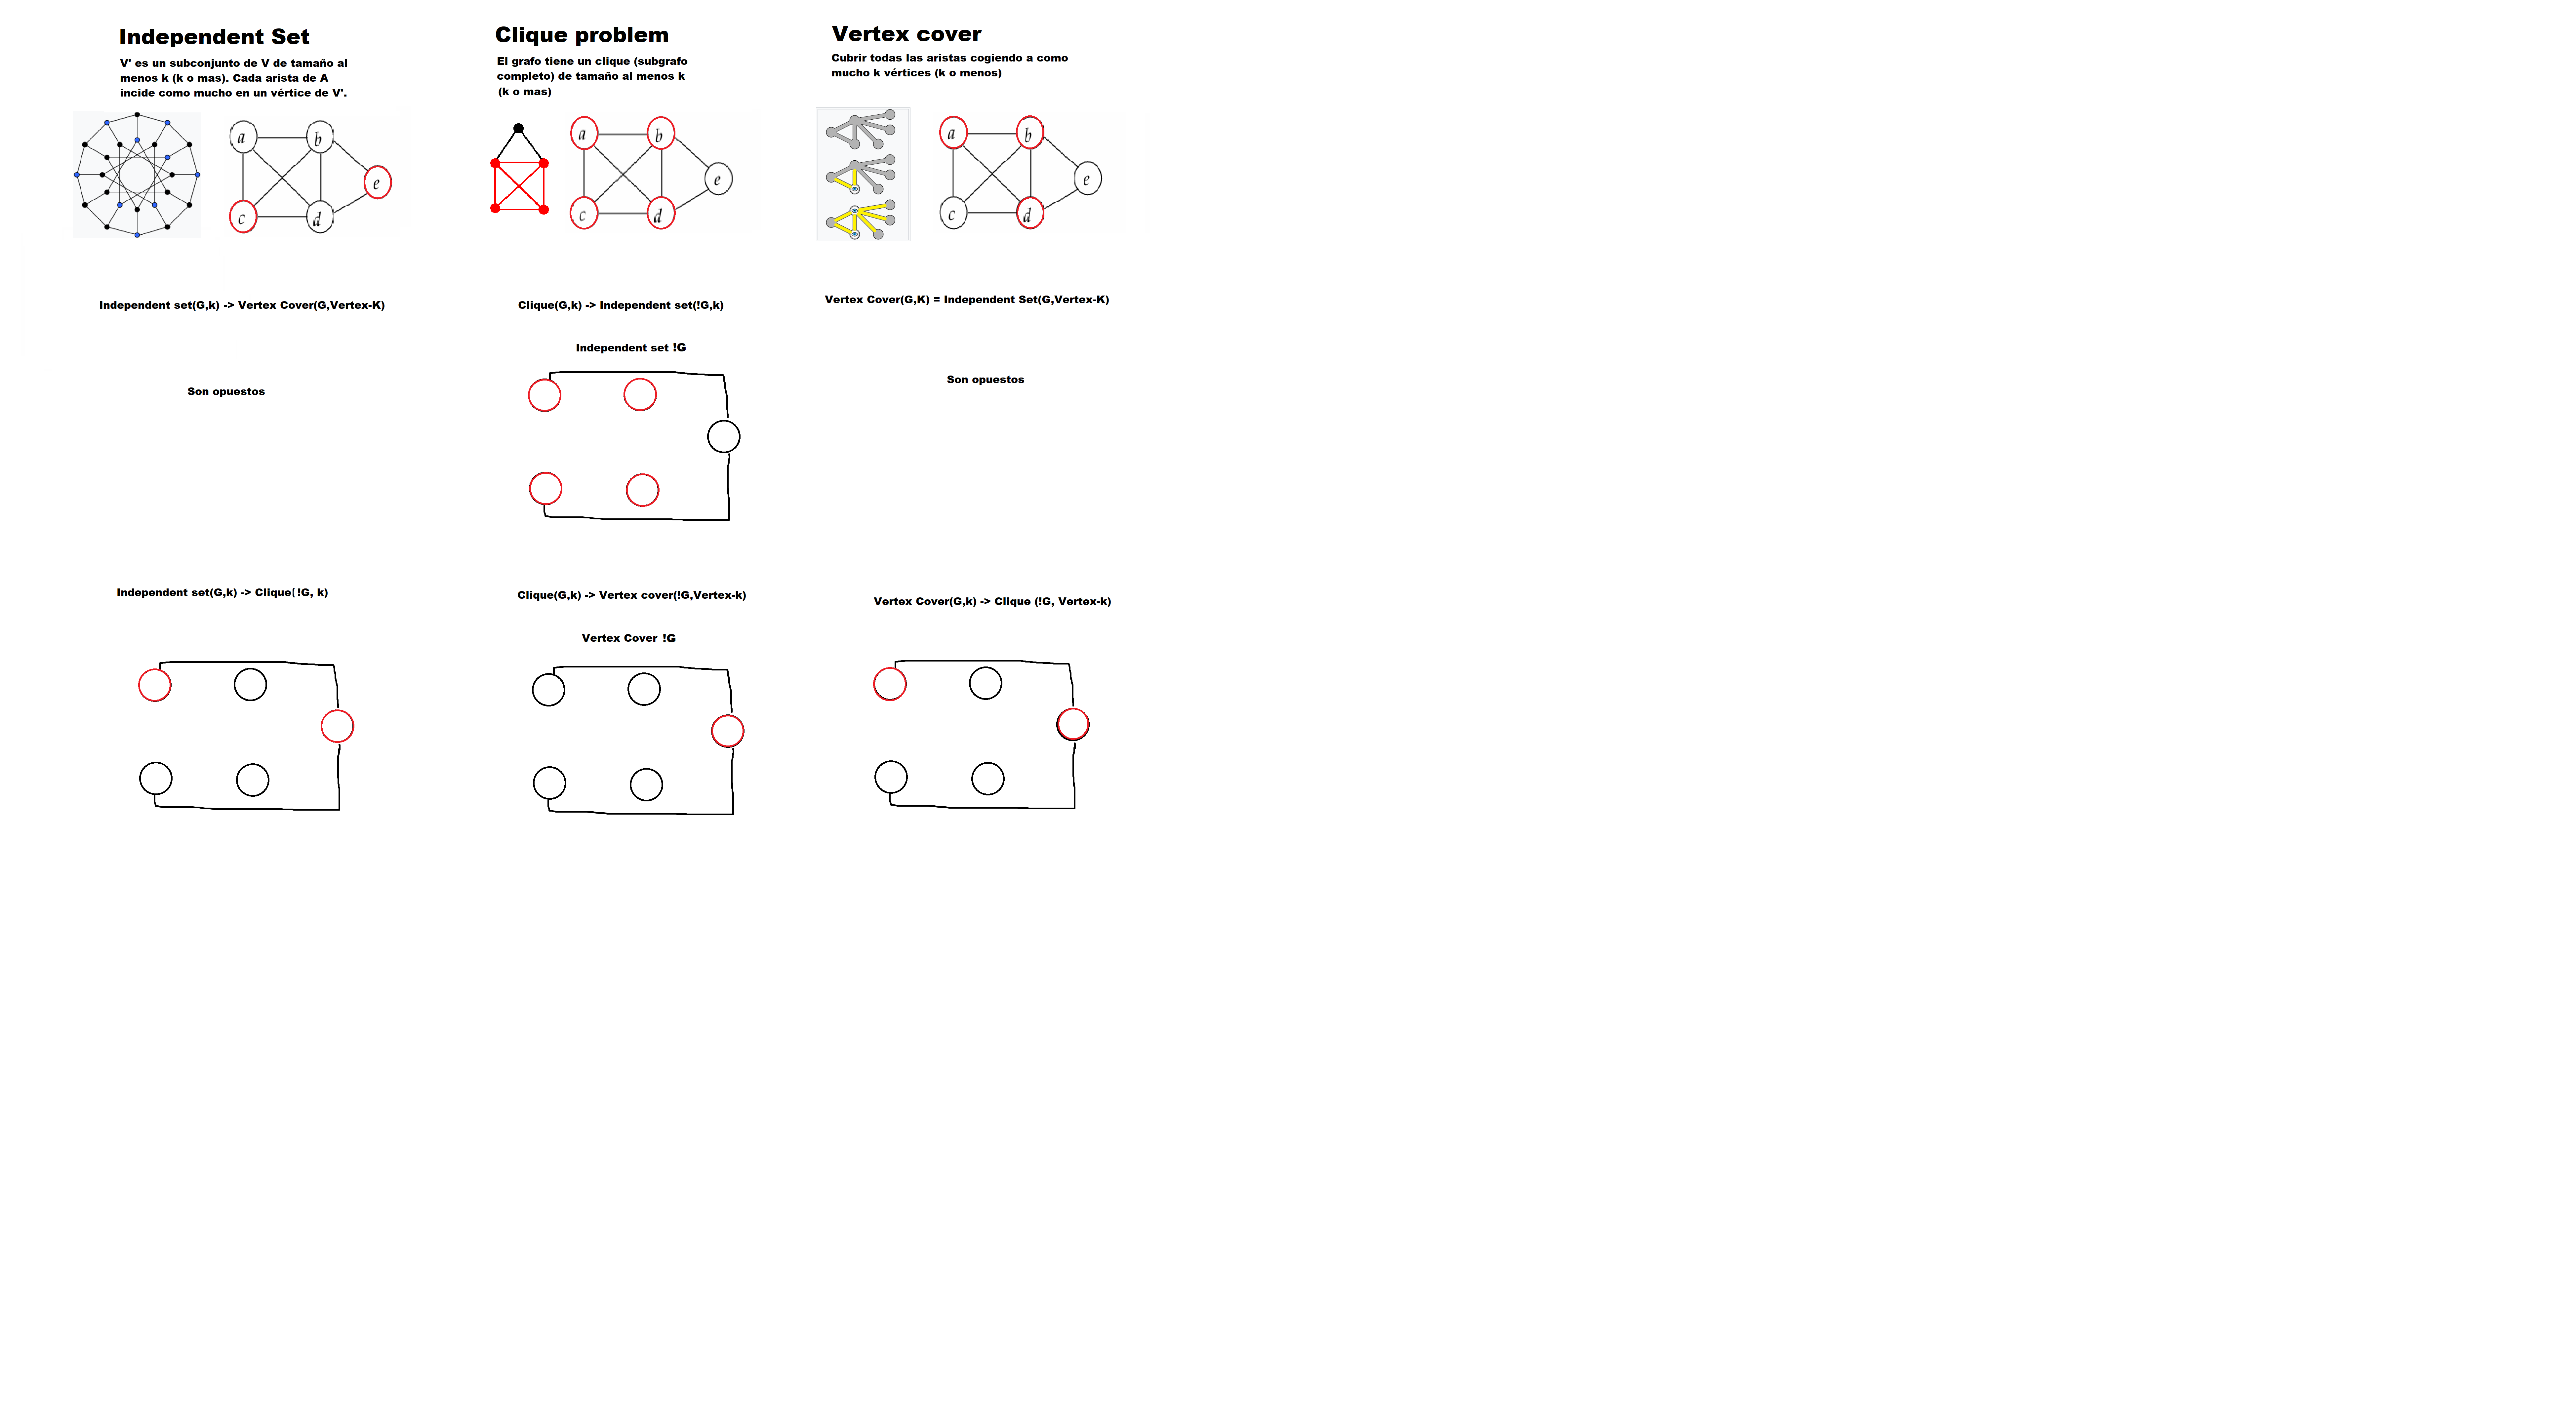 Independent Set
V' es un subconjunto de V de tamaño al
menos k (k o mas). Cada arista de A
incide como mucho en un vértice de V'.
a
b
e
c
d
Independent set(G,k) -> Vertex Cover(G,Vertex-K)
Son opuestos
Independent set(G,k) -> Clique(!G, k)
Clique problem
El grafo tiene un clique (subgrafo
completo) de tamaño al menos k
(k o mas)
a
b
e
c
d
Clique(G,k) -> Independent set(!G,k)
Independent set !G
Clique(G,k) -> Vertex cover(!G,Vertex-k)
Vertex Cover !G
Vertex cover
Cubrir todas las aristas cogiendo a como
mucho k vértices (k o menos)
a
b
e
c
d
Vertex Cover(G,K) = Independent Set(G,Vertex-K)
Son opuestos
Vertex Cover(G,k) -> Clique (!G, Vertex-k)